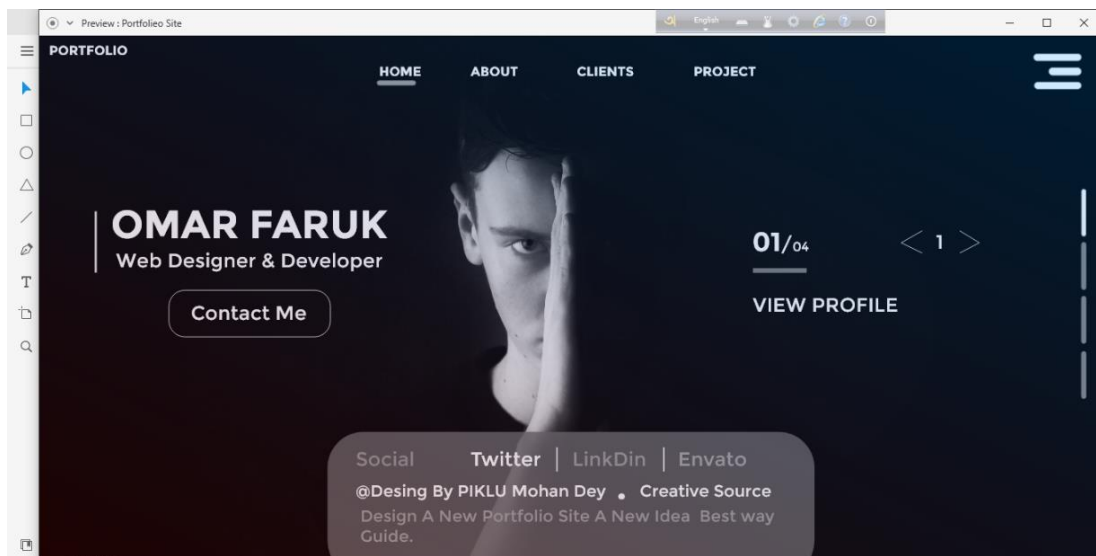 Preview : Portfolieo Site
অ English
PORTFOLIO
HOME ABOUT CLIENTS PROJECT
OMAR FARUK
Web Designer & Developer
Contact Me
01/04
< 1 >
VIEW PROFILE
Social Twitter | LinkDin | Envato
@Desing By PIKLU Mohan Dey . Creative Source
Design A New Portfolio Site A New Idea Best way
Guide.